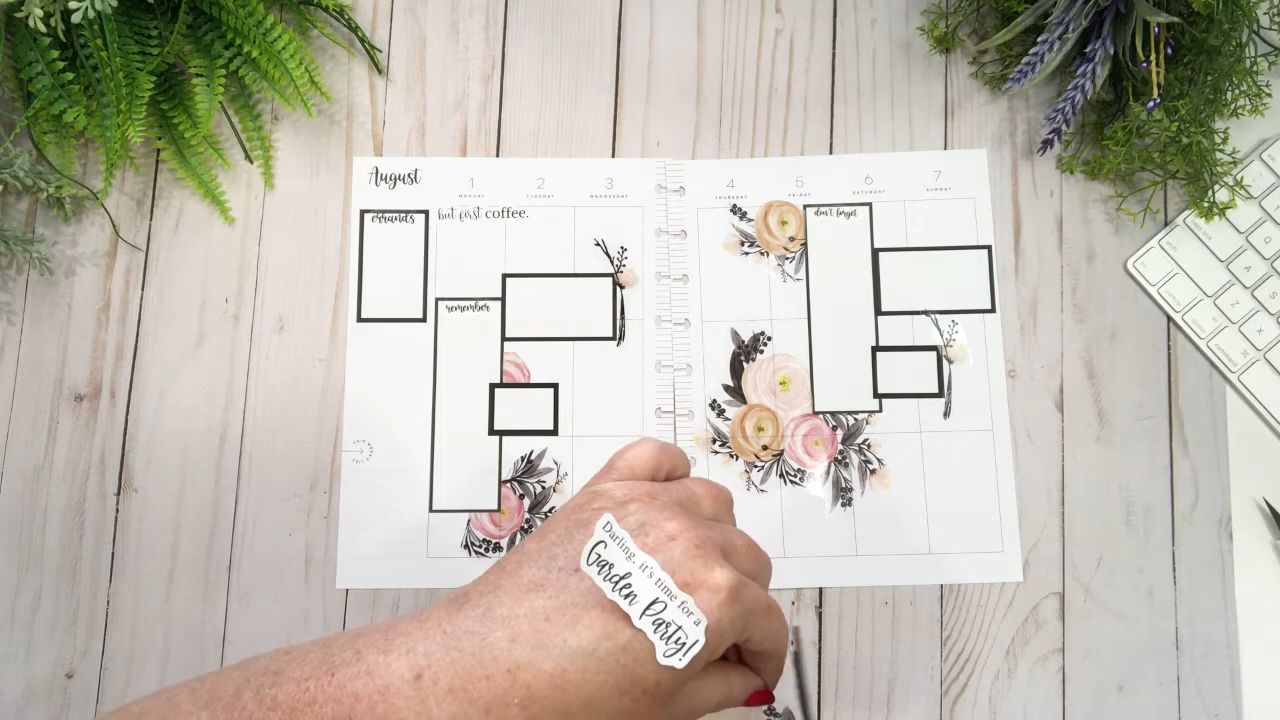 August
1 2 3
MONDAY TUESDAY WEDNESDAY
errands
but first coffee.
remember
4 5 6 7
THURSDAY FRIDAY SATURDAY SUNDAY
don't forget
Darling, it's time for a
Garden Party!